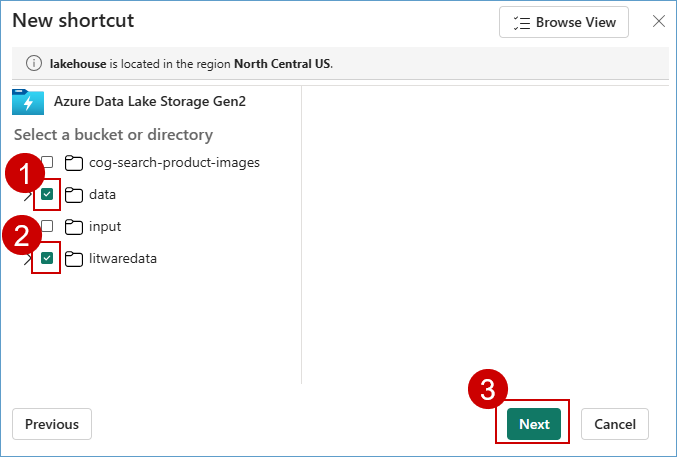 New shortcut
Browse View
lakehouse is located in the region North Central US.
Azure Data Lake Storage Gen2
Select a bucket or directory
1
cog-search-product-images
data
2
input
litwaredata
3
Previous
Next
Cancel